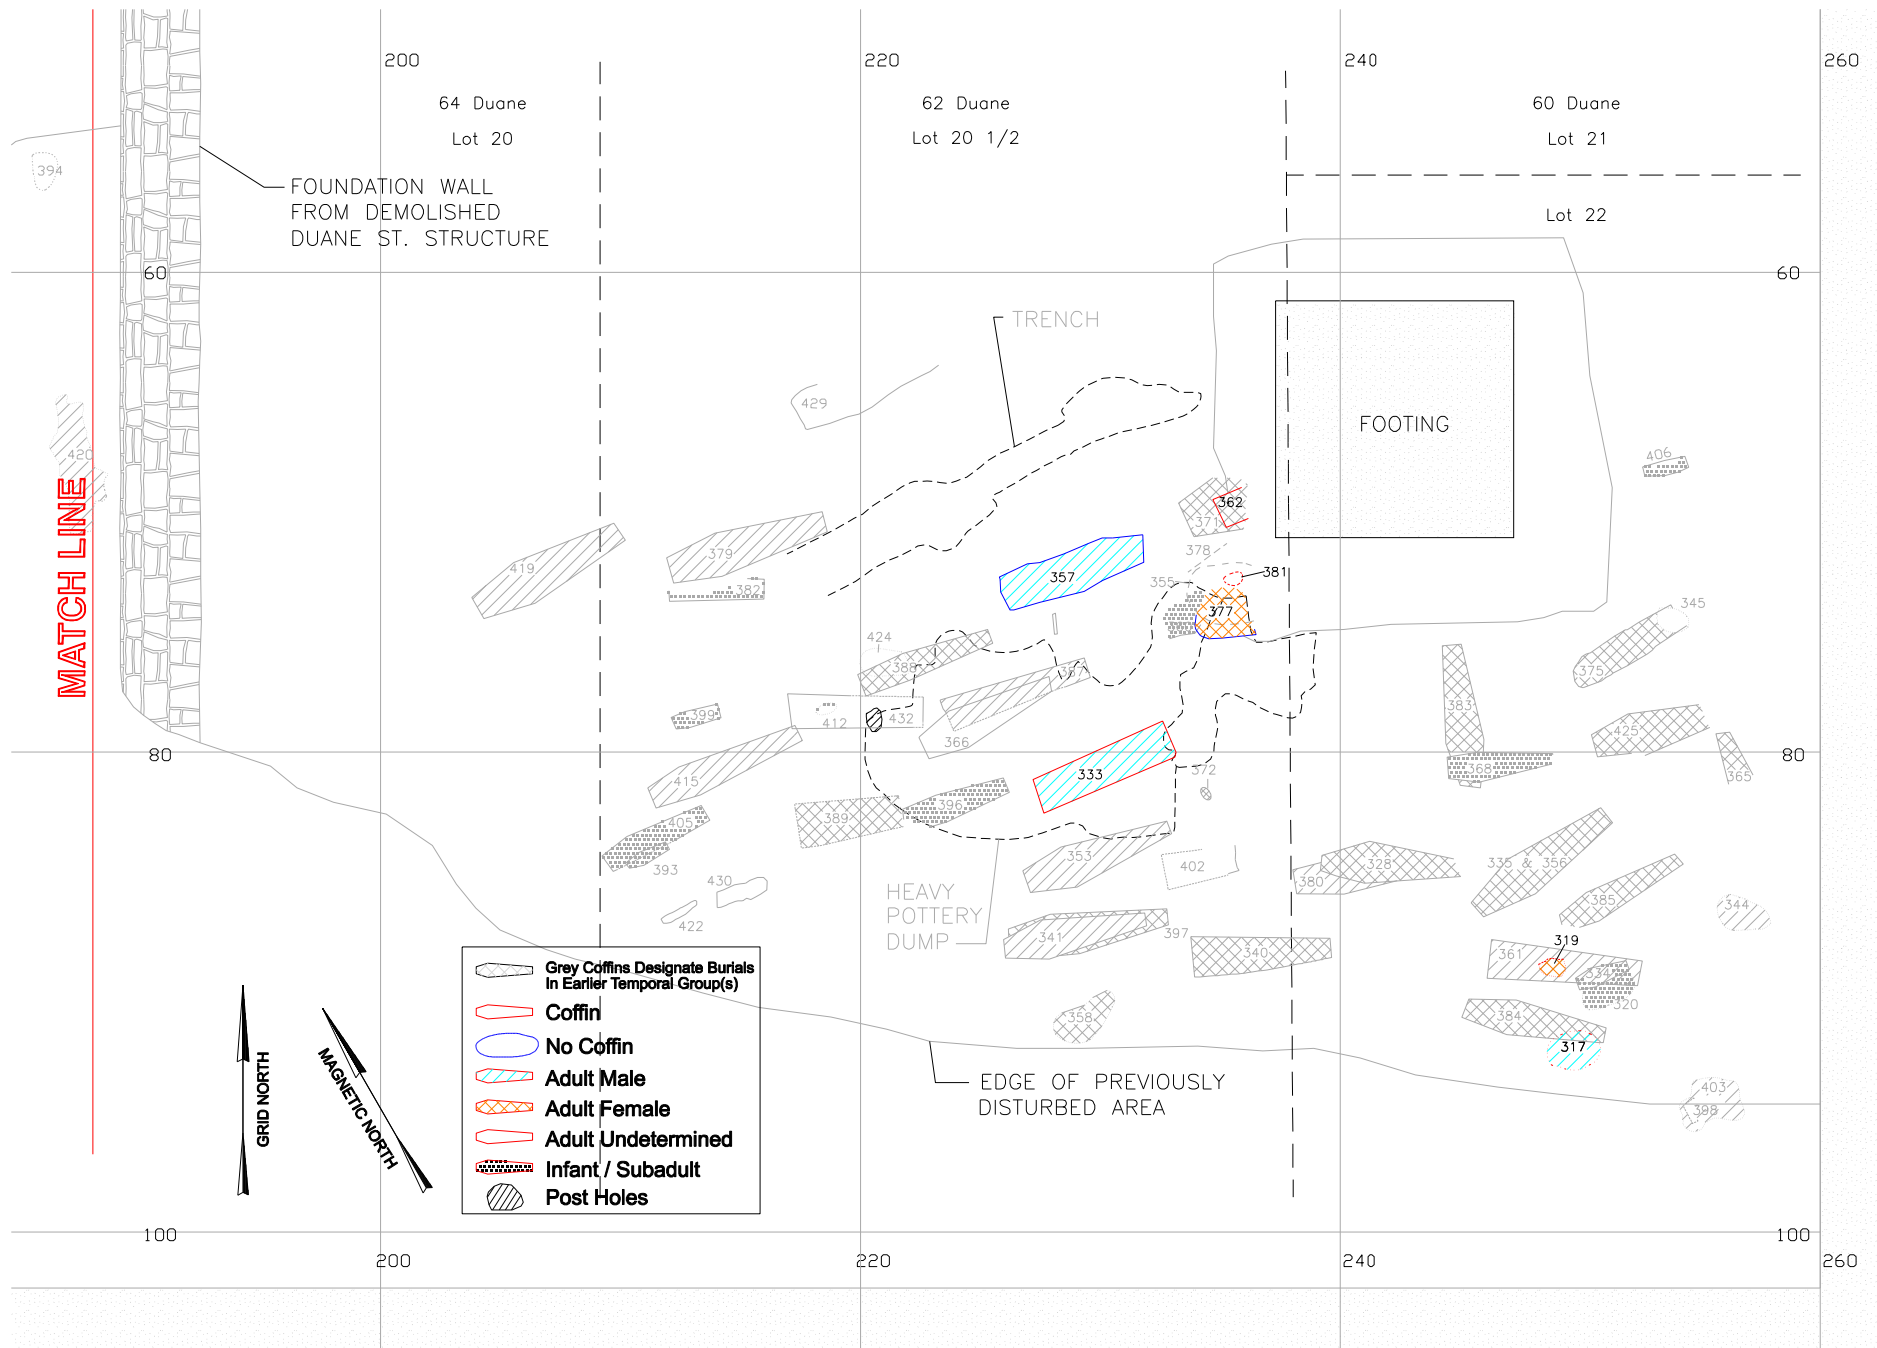 200
220
240
260
64 Duane
Lot 20
62 Duane
Lot 20 1/2
60 Duane
Lot 21
Lot 22
394
FOUNDATION WALL
FROM DEMOLISHED
DUANE ST. STRUCTURE
60
60
TRENCH
429
FOOTING
420
406
MATCH LINE
362
371
419
379
378
357
355
381
382
377
345
424
388
367
375
399
412
432
383
366
425
80
80
415
333
372
368
365
389
396
405
393
353
402
380
328
335 & 356
430
422
HEAVY
POTTERY
DUMP
385
344
341
397
340
361
319
334
320
358
384
317
403
398
Grey Coffins Designate Burials
In Earlier Temporal Group(s)
Coffin
No Coffin
Adult Male
Adult Female
Adult Undetermined
Infant / Subadult
Post Holes
GRID NORTH
MAGNETIC NORTH
EDGE OF PREVIOUSLY
DISTURBED AREA
100
100
200
220
240
260